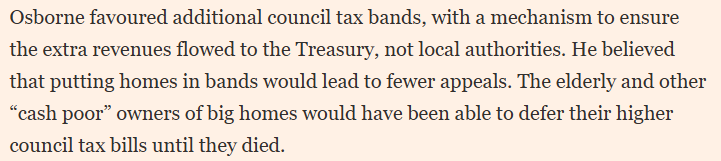 Osborne favoured additional council tax bands, with a mechanism to ensure
the extra revenues flowed to the Treasury, not local authorities. He believed
that putting homes in bands would lead to fewer appeals. The elderly and other
“cash poor” owners of big homes would have been able to defer their higher
council tax bills until they died.